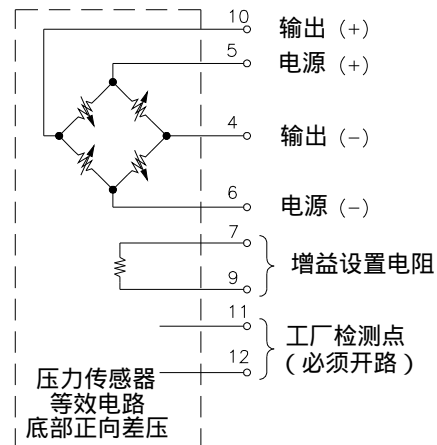 10 输出 (+)
5 电源 (+)
4 输出 (-)
6 电源 (-)
7
增益设置电阻
9
11
工厂检测点
(必须开路)
12
压力传感器
等效电路
底部正向差压